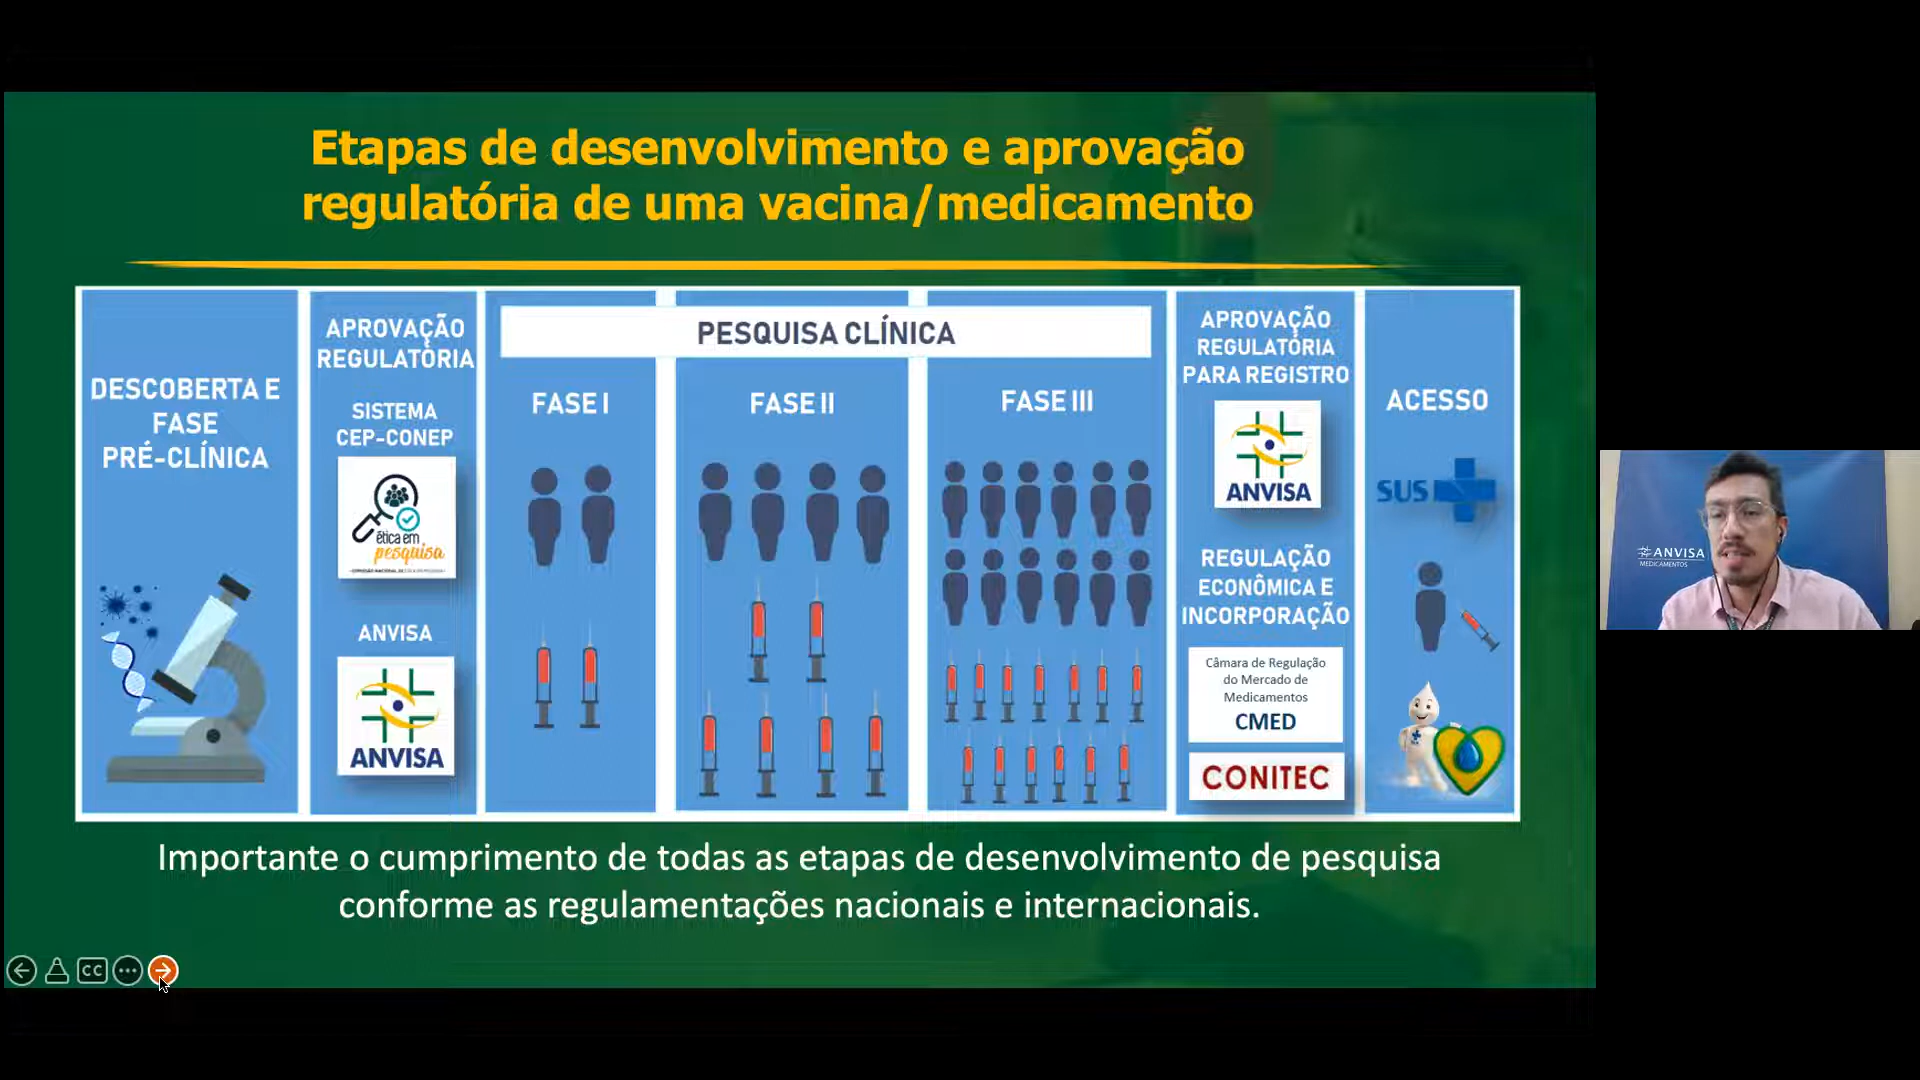 Etapas de desenvolvimento e aprovação
regulatória de uma vacina/medicamento
DESCOBERTA E
FASE
PRÉ-CLÍNICA
APROVAÇÃO
REGULATÓRIA
SISTEMA
CEP-CONEP
ética em
pesquisa
ANVISA
ANVISA
PESQUISA CLÍNICA
FASE I
FASE II
FASE III
APROVAÇÃO
REGULATÓRIA
PARA REGISTRO
ANVISA
REGULAÇÃO
ECONÔMICA E
INCORPORAÇÃO
Câmara de Regulação
do Mercado de
Medicamentos
CMED
CONITEC
ACESSO
SUS
Importante o cumprimento de todas as etapas de desenvolvimento de pesquisa
conforme as regulamentações nacionais e internacionais.
CC
ANVISA
MEDICAMENTOS